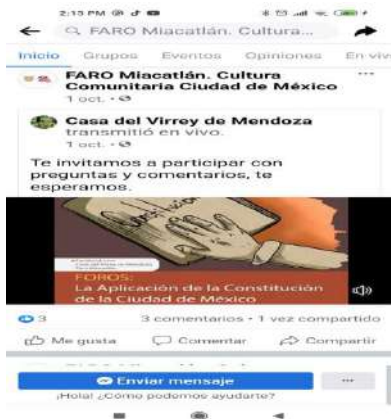 2:15 PM
FARO Miacatlán. Cultura...
Inicio Grupos Eventos Opiniones En viv
FARO Miacatlán. Cultura
Comunitaria Ciudad de México
1 oct. •
Casa del Virrey de Mendoza
transmitió en vivo.
1 oct. •
Te invitamos a participar con
preguntas y comentarios, te
esperamos.
FOROS:
La Aplicación de la Constitución
de la Ciudad de México
3 3 comentarios • 1 vez compartido
Me gusta Comentar Compartir
Enviar mensaje
¡Hola! ¿Cómo podemos ayudarte?